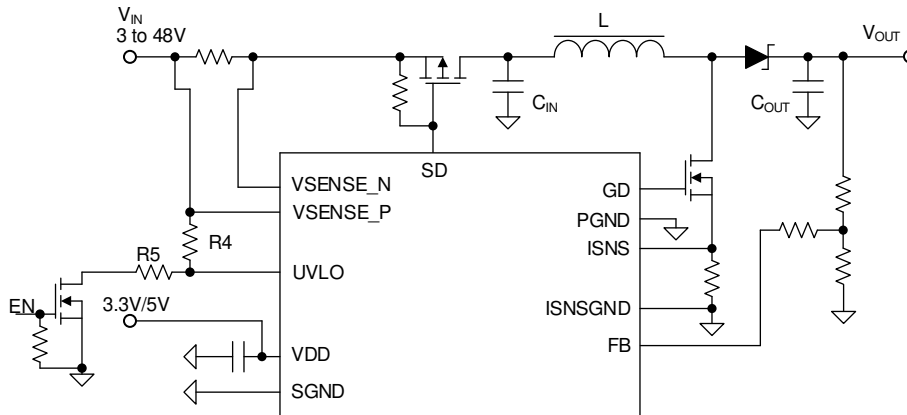 VIN
3 to 48V
L
VOUT
CIN
COUT
SD
VSENSE_N
VSENSE_P
GD
PGND
R4
ISNS
R5
UVLO
EN
3.3V/5V
ISNSGND
VDD
FB
SGND